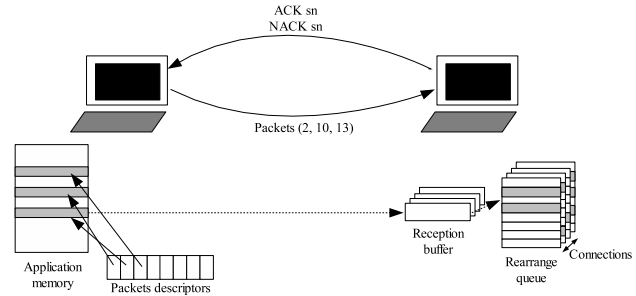 ACK sn
NACK sn
Packets (2, 10, 13)
Application
memory
Packets descriptors
Reception
buffer
Rearrange
queue
Connections